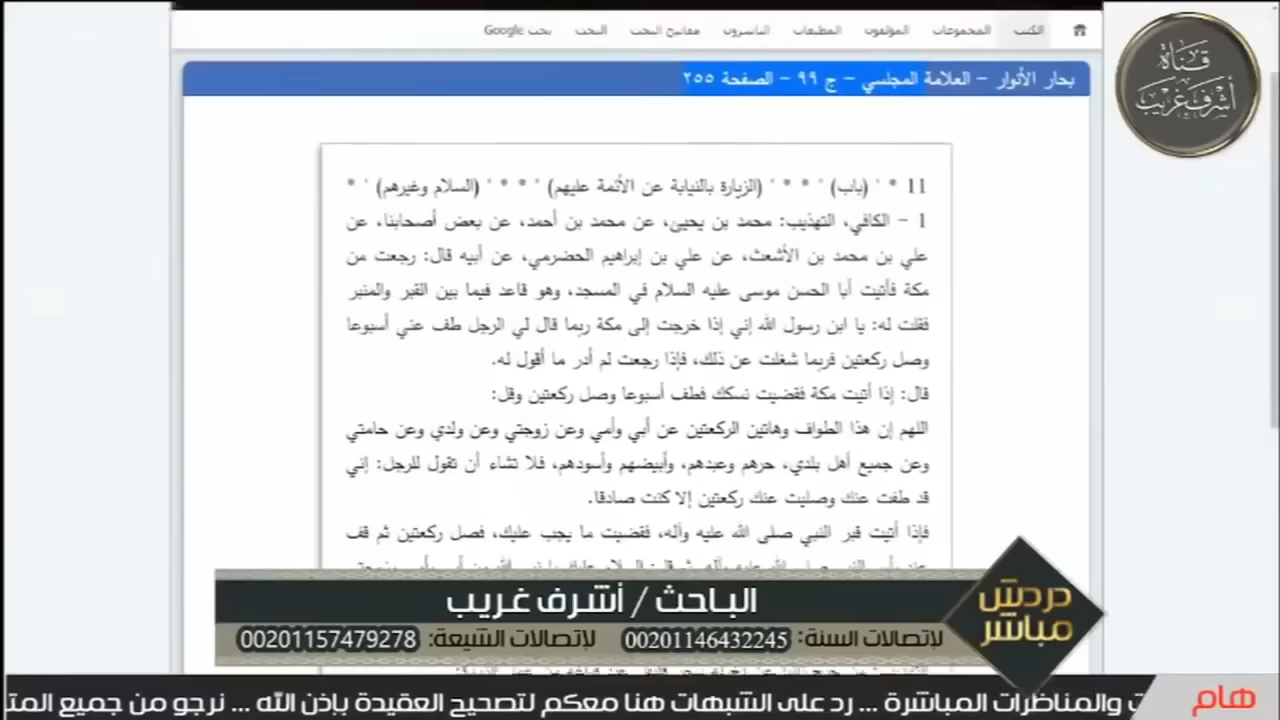 الكتب المجموعات المؤلفون المطبعات الناشرون مفاتيح البحث البحث بحث Google
قناة
أشرف غريب
بحار الأنوار - العلامة المجلسي - ج ٩٩ - الصفحة ٢٥٥
11 * " (باب) " * * " (الزيارة بالنيابة عن الأئمة عليهم) " * * " (السلام وغيرهم) " *
1 - الكافي، التهذيب: محمد بن يحيى، عن محمد بن أحمد، عن بعض أصحابنا، عن
علي بن محمد بن الأشعث، عن علي بن إبراهيم الحضرمي، عن أبيه قال: رجعت من
مكة فأتيت أبا الحسن موسى عليه السلام في المسجد، وهو قاعد فيما بين القبر والمنبر
فقلت له: يا ابن رسول الله إني إذا خرجت إلى مكة ربما قال لي الرجل طف عني أسبوعا
وصل ركعتين فربما شغلت عن ذلك، فإذا رجعت لم أدر ما أقول له.
قال: إذا أتيت مكة فقضيت نسكك فطف أسبوعا وصل ركعتين وقل:
اللهم إن هذا الطواف وهاتين الركعتين عن أبي وأمي وعن زوجتي وعن ولدي وعن حامتي
وعن جميع أهل بلدي، حرهم وعبدهم، وأبيضهم وأسودهم، فلا تشاء أن تقول للرجل: إني
قد طفت عنك وصليت عنك ركعتين إلا كنت صادقا.
فإذا أتيت قبر النبي صلى الله عليه وآله، فقضيت ما يجب عليك، فصل ركعتين ثم قف
الباحث / أشرف غريب
لإتصالات السنة: 00201146432245 لإتصالات الشيعة: 00201157479278
دردش
مباشر
هام
والمناظرات المباشرة ... رد على الشبهات هنا معكم لتصحيح العقيدة بإذن الله ... نرجو من جميع